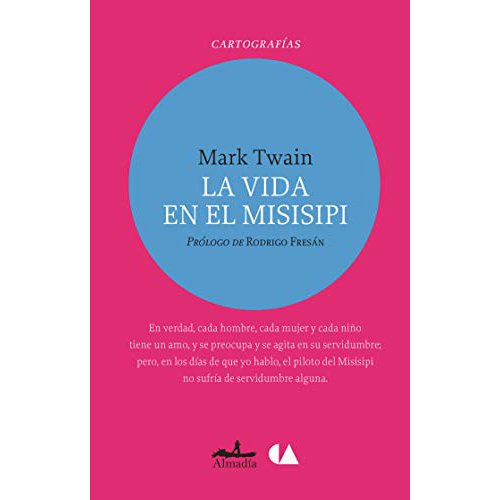 CARTOGRAFÍAS
Mark Twain
LA VIDA
EN EL MISISIPI
PRÓLOGO DE RODRIGO FRESÁN
En verdad, cada hombre, cada mujer y cada niño
tiene un amo, y se preocupa y se agita en su servidumbre;
pero, en los días de que yo hablo, el piloto del Misisipi
no sufría de servidumbre alguna.
Almadía